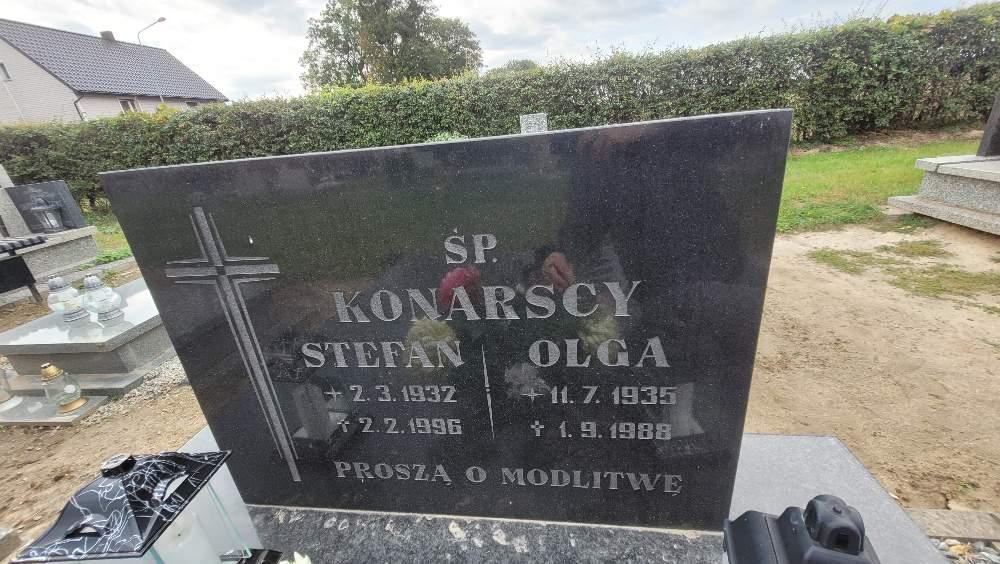 ŚP.
KONARSCY
STEFAN
+ 2.3.1932
✝ 2.2.1996
OLGA
+ 11.7.1935
✝ 1.9.1988
PROSZĄ O MODLITWĘ